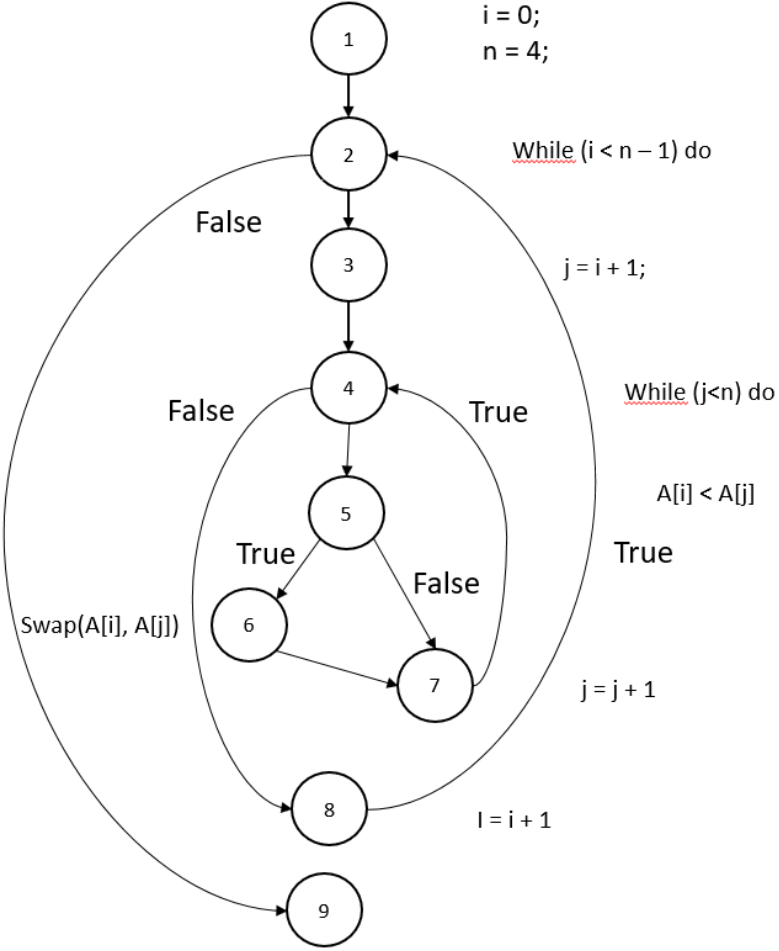 1
i = 0;
n = 4;
2
While (i < n – 1) do
False
3
j = i + 1;
4
False
True
While (j<n) do
5
A[i] < A[j]
True
False
True
Swap(A[i], A[j])
6
7
j = j + 1
8
I = i + 1
9